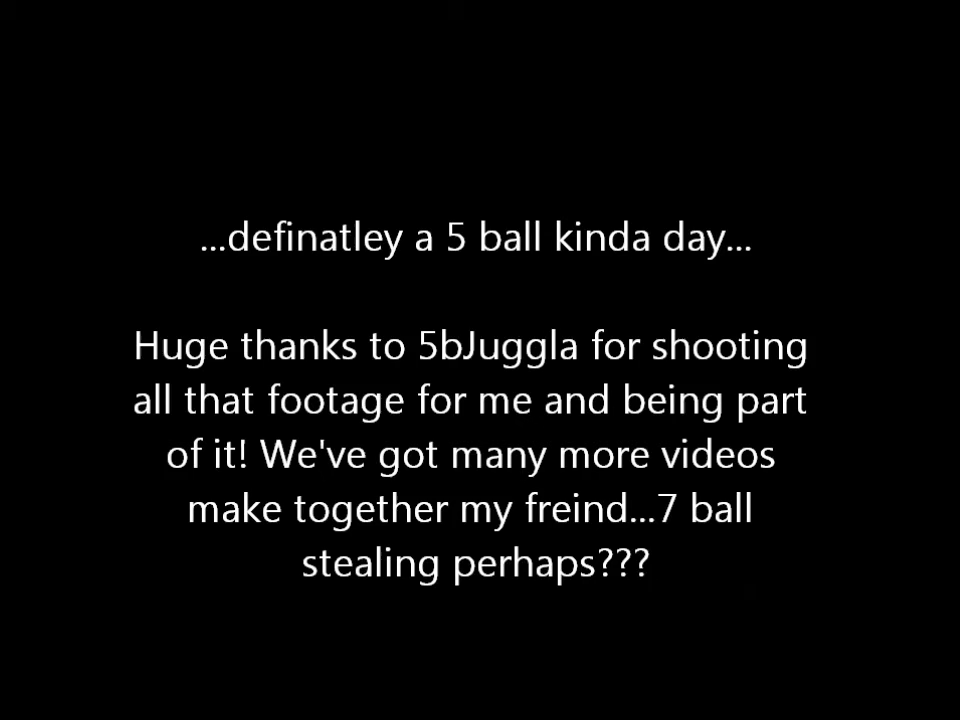 ...definatley a 5 ball kinda day...
Huge thanks to 5bJuggla for shooting
all that footage for me and being part
of it! We've got many more videos
make together my freind...7 ball
stealing perhaps???